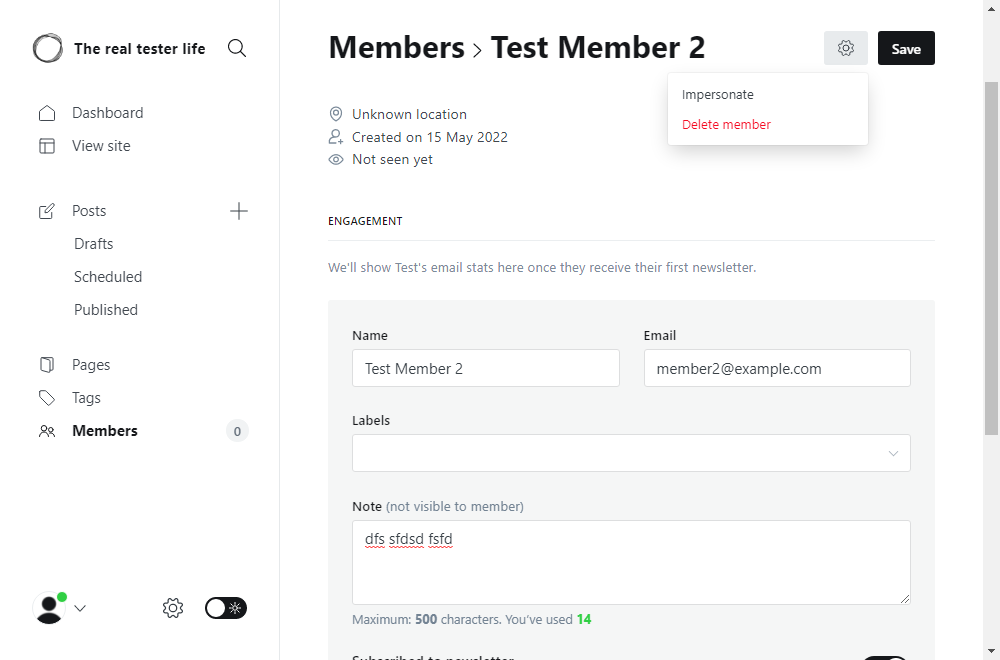 The real tester life
Dashboard
View site
Posts
Drafts
Scheduled
Published
Pages
Tags
Members 0
Members > Test Member 2
Save
Impersonate
Delete member
Unknown location
Created on 15 May 2022
Not seen yet
ENGAGEMENT
We'll show Test's email stats here once they receive their first newsletter.
Name Email
Test Member 2 member2@example.com
Labels
Note (not visible to member)
dfs sfdsd fsfd
Maximum: 500 characters. You've used 14
Subscribed to newsletter